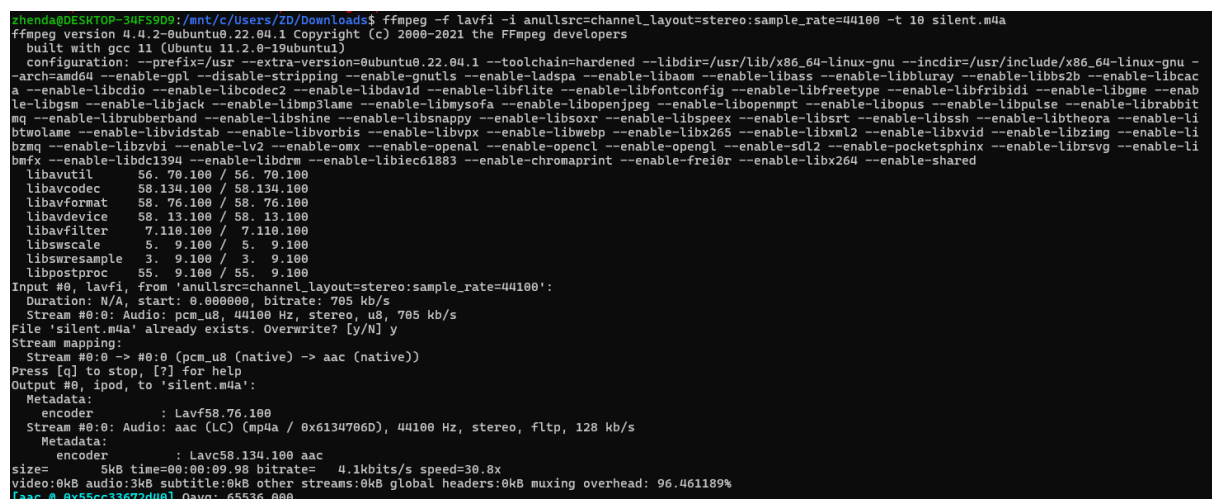 zhenda@DESKTOP-34FS9D9:/mnt/c/Users/ZD/Downloads$ ffmpeg -f lavfi -i anullsrc=channel_layout=stereo:sample_rate=44100 -t 10 silent.m4a
ffmpeg version 4.4.2-0ubuntu0.22.04.1 Copyright (c) 2000-2021 the FFmpeg developers
  built with gcc 11 (Ubuntu 11.2.0-19ubuntu1)
  configuration: --prefix=/usr --extra-version=0ubuntu0.22.04.1 --toolchain=hardened --libdir=/usr/lib/x86_64-linux-gnu --incdir=/usr/include/x86_64-linux-gnu -
-arch=amd64 --enable-gpl --disable-stripping --enable-gnutls --enable-ladspa --enable-libaom --enable-libass --enable-libbluray --enable-libbs2b --enable-libcac
a --enable-libcdio --enable-libcodec2 --enable-libdav1d --enable-libflite --enable-libfontconfig --enable-libfreetype --enable-libfribidi --enable-libgme --enab
le-libgsm --enable-libjack --enable-libmp3lame --enable-libmysofa --enable-libopenjpeg --enable-libopenmpt --enable-libopus --enable-libpulse --enable-librabbit
mq --enable-librubberband --enable-libshine --enable-libsnappy --enable-libsoxr --enable-libspeex --enable-libsrt --enable-libssh --enable-libtheora --enable-li
btwolame --enable-libvidstab --enable-libvorbis --enable-libvpx --enable-libwebp --enable-libx265 --enable-libxml2 --enable-libxvid --enable-libzimg --enable-li
bzmq --enable-libzvbi --enable-lv2 --enable-omx --enable-openal --enable-opencl --enable-opengl --enable-sdl2 --enable-pocketsphinx --enable-librsvg --enable-li
bmfx --enable-libdc1394 --enable-libdrm --enable-libiec61883 --enable-chromaprint --enable-frei0r --enable-libx264 --enable-shared
  libavutil      56. 70.100 / 56. 70.100
  libavcodec     58.134.100 / 58.134.100
  libavformat    58. 76.100 / 58. 76.100
  libavdevice    58. 13.100 / 58. 13.100
  libavfilter     7.110.100 /  7.110.100
  libswscale      5.  9.100 /  5.  9.100
  libswresample   3.  9.100 /  3.  9.100
  libpostproc    55.  9.100 / 55.  9.100
Input #0, lavfi, from 'anullsrc=channel_layout=stereo:sample_rate=44100':
  Duration: N/A, start: 0.000000, bitrate: 705 kb/s
  Stream #0:0: Audio: pcm_u8, 44100 Hz, stereo, u8, 705 kb/s
File 'silent.m4a' already exists. Overwrite? [y/N] y
Stream mapping:
  Stream #0:0 -> #0:0 (pcm_u8 (native) -> aac (native))
Press [q] to stop, [?] for help
Output #0, ipod, to 'silent.m4a':
  Metadata:
    encoder         : Lavf58.76.100
  Stream #0:0: Audio: aac (LC) (mp4a / 0x6134706D), 44100 Hz, stereo, fltp, 128 kb/s
    Metadata:
      encoder         : Lavc58.134.100 aac
size=       5kB time=00:00:09.98 bitrate=   4.1kbits/s speed=30.8x
video:0kB audio:3kB subtitle:0kB other streams:0kB global headers:0kB muxing overhead: 96.461189%
[aac @ 0x55cc33672d40] Qavg: 65536.000